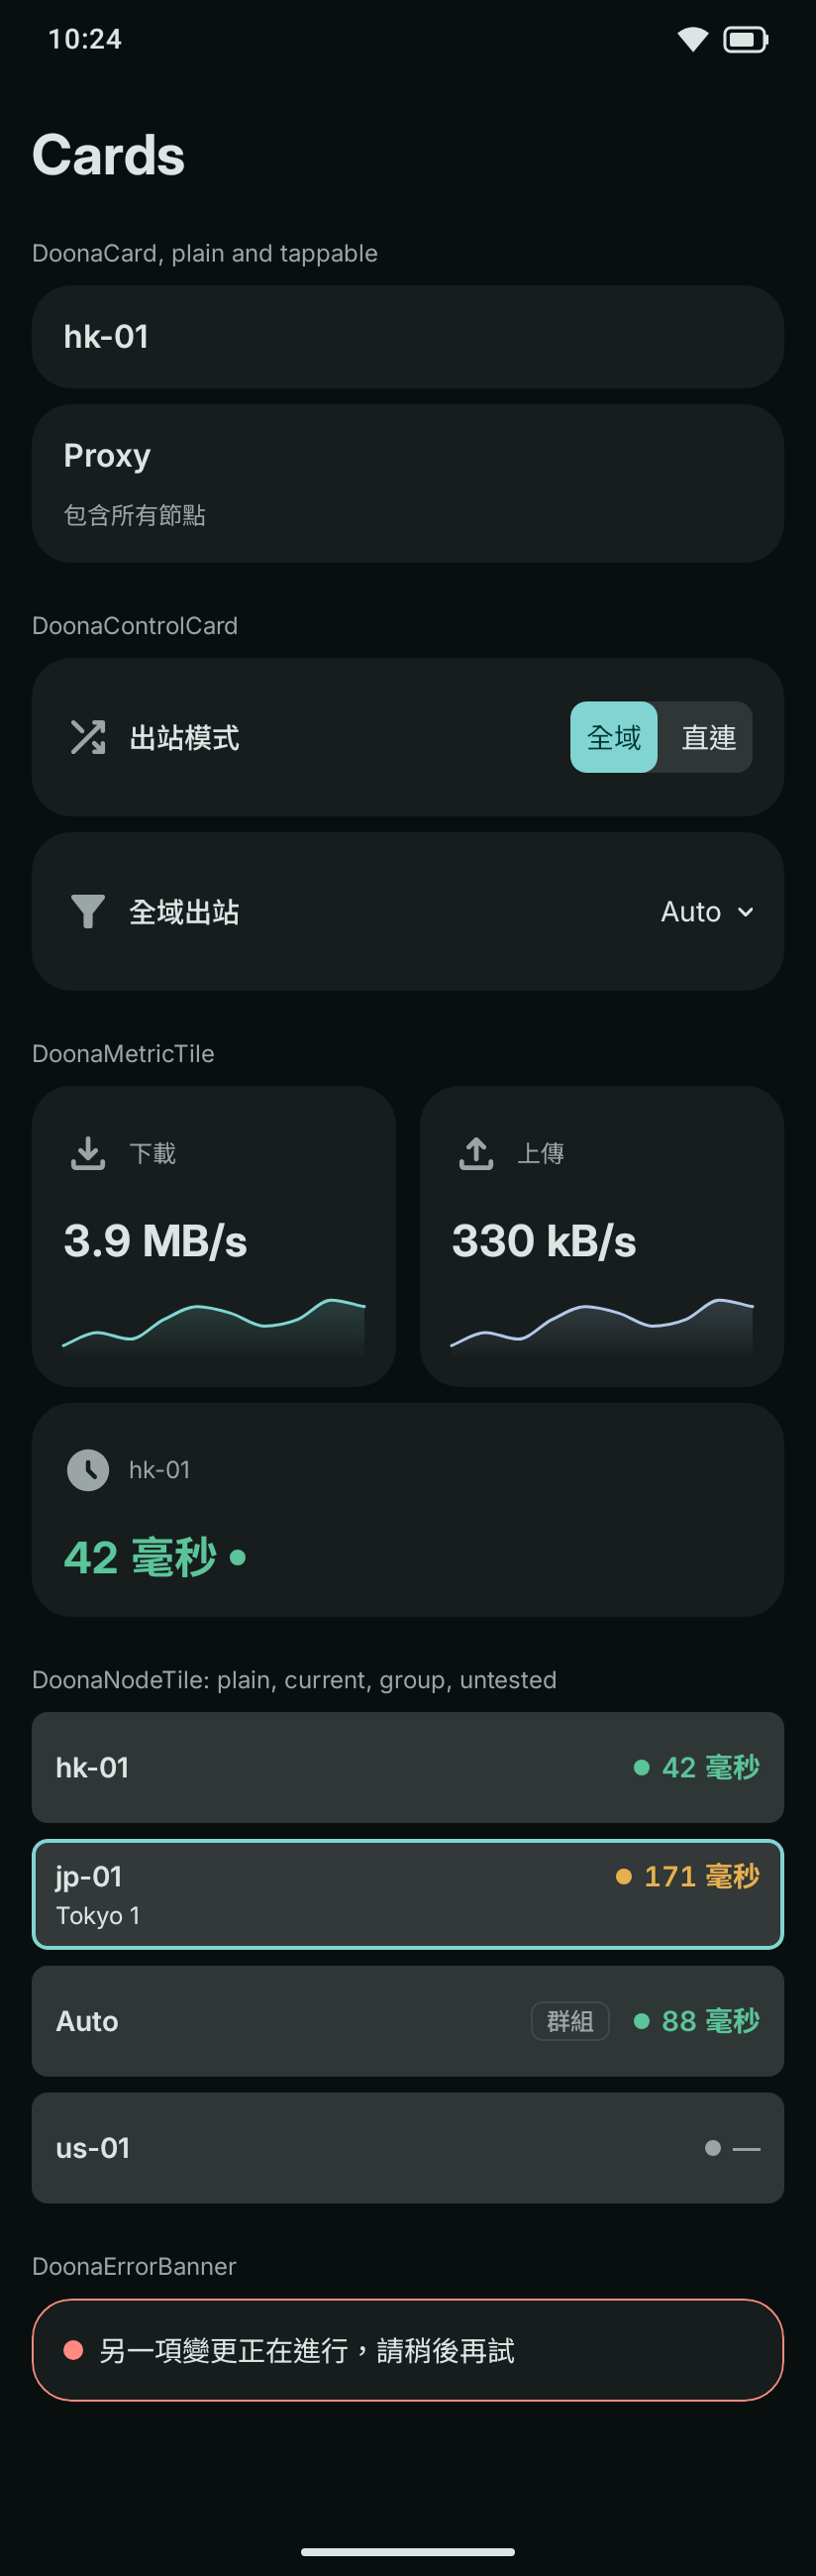 10:24
Cards
DoonaCard, plain and tappable
hk-01
Proxy
包含所有節點
DoonaControlCard
出站模式 全域 直連
全域出站 Auto
DoonaMetricTile
下載 上傳
3.9 MB/s 330 kB/s
hk-01
42 毫秒
DoonaNodeTile: plain, current, group, untested
hk-01 42 毫秒
jp-01 171 毫秒
Tokyo 1
Auto 群組 88 毫秒
us-01 —
DoonaErrorBanner
另一項變更正在進行，請稍後再試